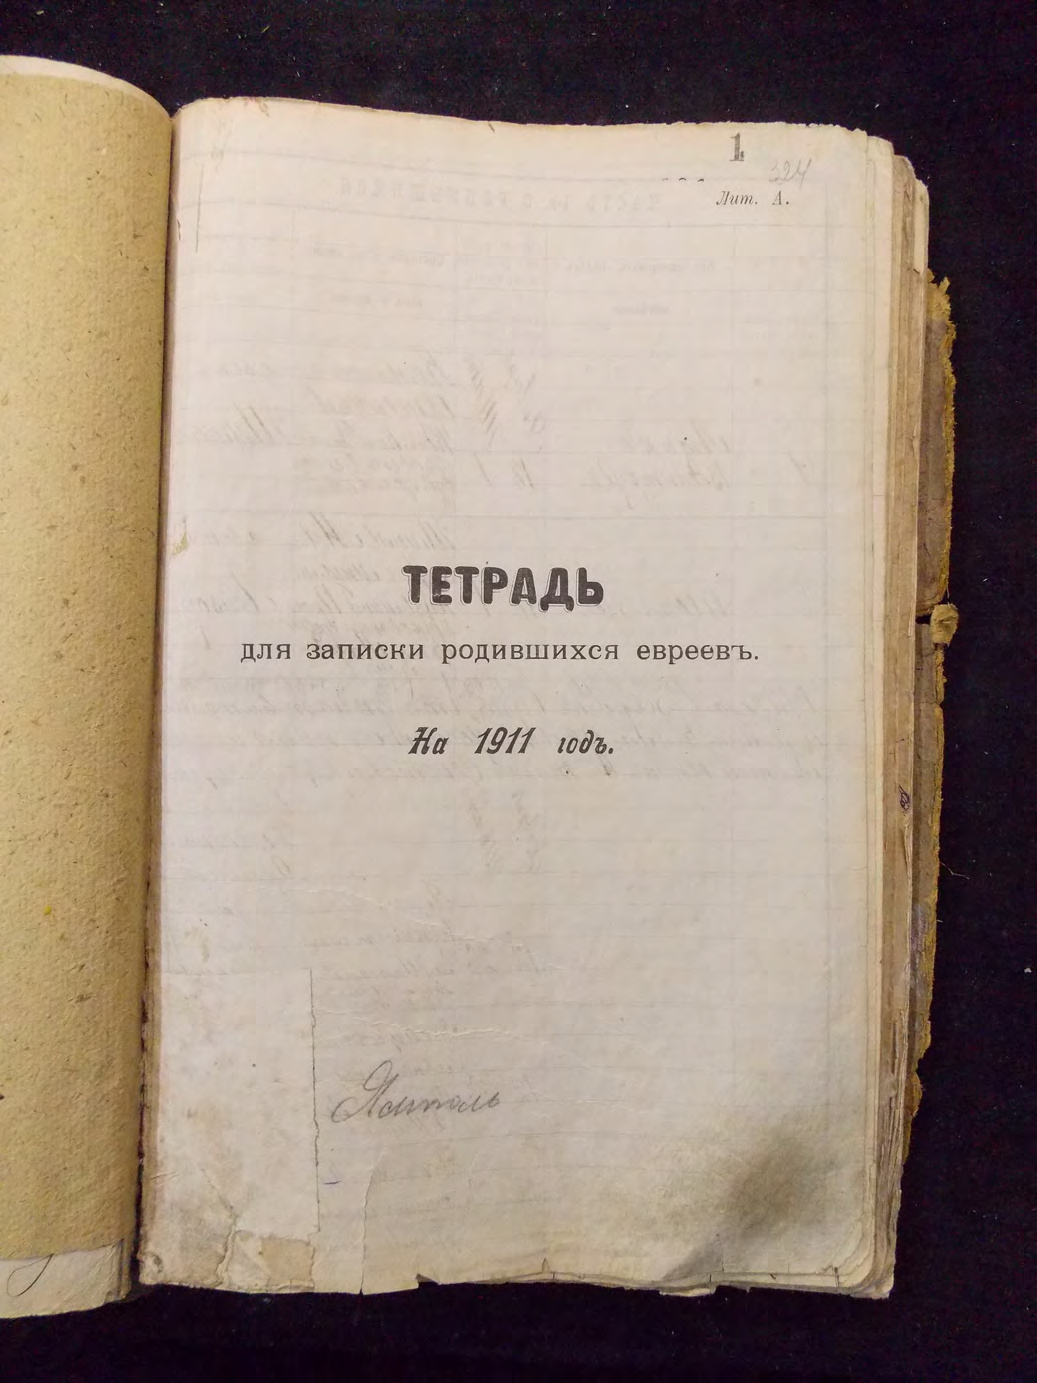 1
324
Лит. А.
ТЕТРАДЬ
для записки родившихся евреевъ.
На 1911 годъ.
Ямполь